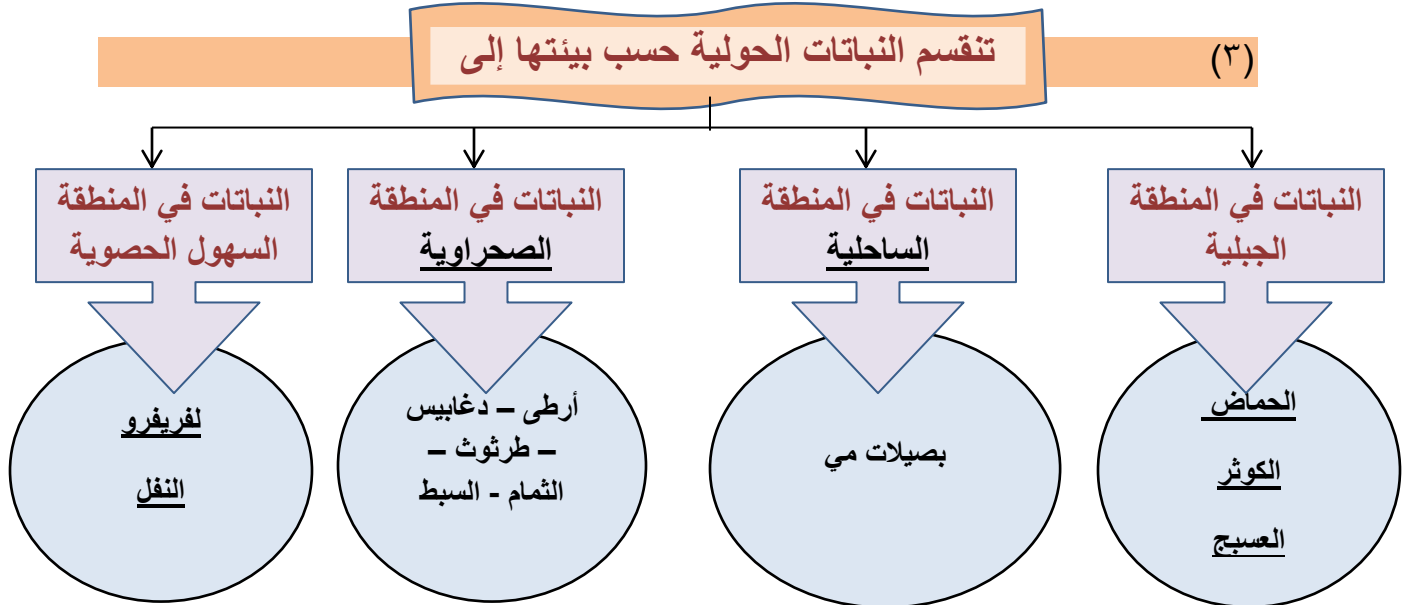 (٣)
تنقسم النباتات الحولية حسب بيئتها إلى
النباتات في المنطقة
الجبلية
الحماض
الكوثر
العسبج
النباتات في المنطقة
الساحلية
بصيلات مي
النباتات في المنطقة
الصحراوية
أرطى – دغابيس
– طرثوث –
الثمام - السبط
النباتات في المنطقة
السهول الحصوية
لفريفرو
النفل